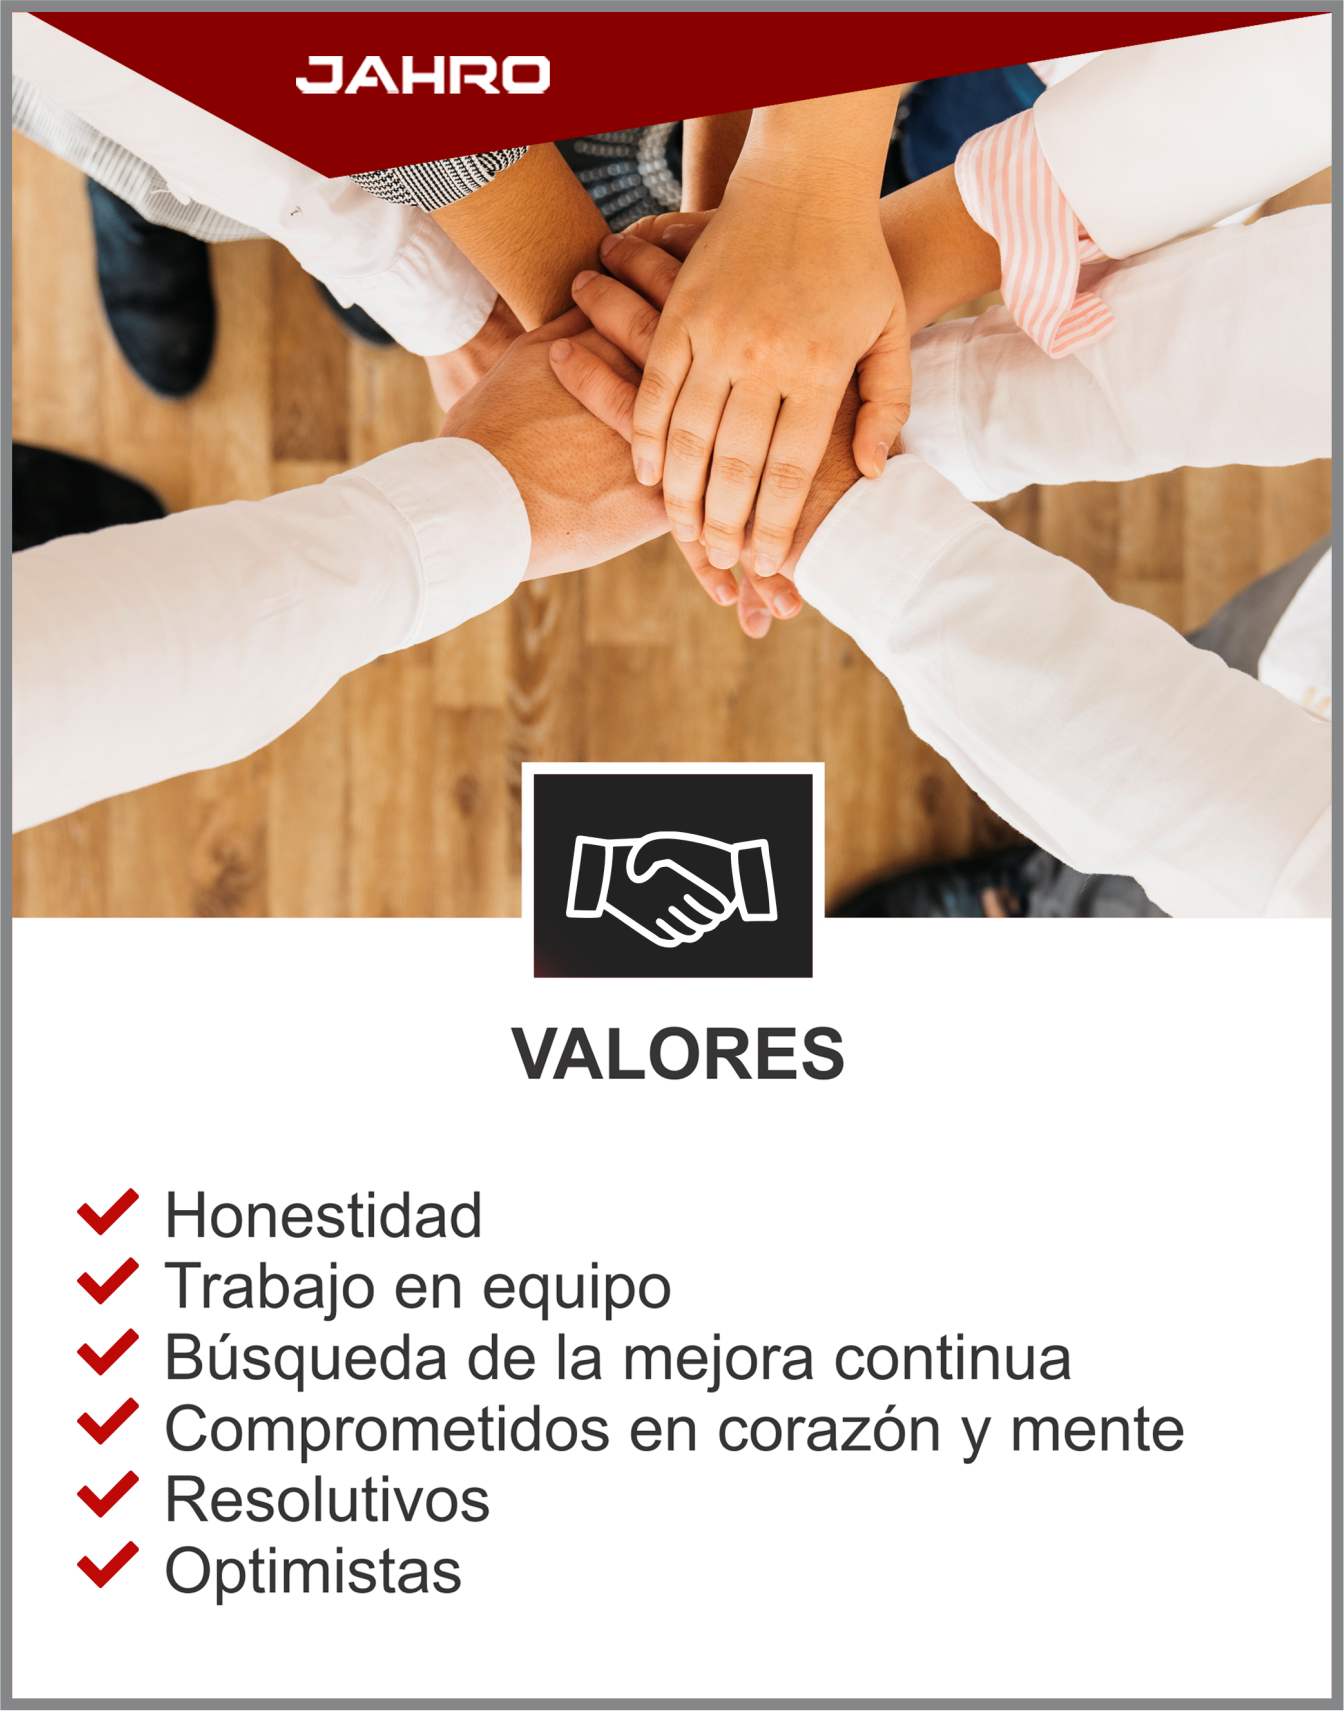 JAHRO
VALORES
Honestidad
Trabajo en equipo
Búsqueda de la mejora continua
Comprometidos en corazón y mente
Resolutivos
Optimistas